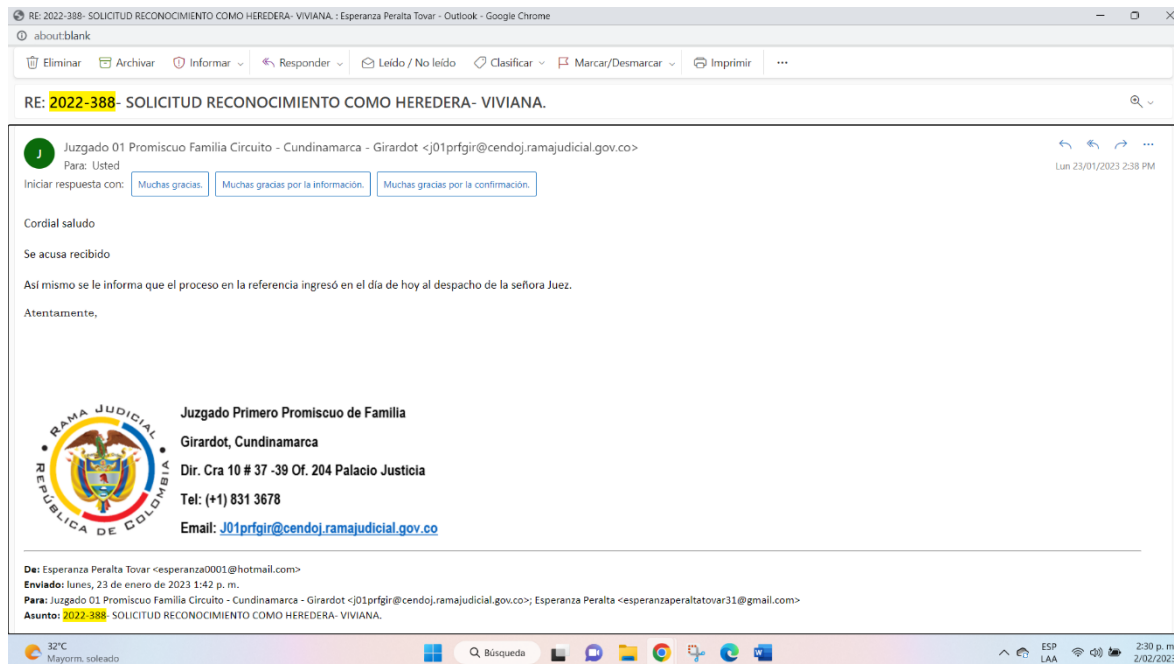 RE: 2022-388- SOLICITUD RECONOCIMIENTO COMO HEREDERA- VIVIANA. : Esperanza Peralta Tovar - Outlook - Google Chrome
about:blank
Eliminar Archivar Informar Responder Leído / No leído Clasificar Marcar/Desmarcar Imprimir ...
RE: 2022-388- SOLICITUD RECONOCIMIENTO COMO HEREDERA- VIVIANA.
J
Juzgado 01 Promiscuo Familia Circuito - Cundinamarca - Girardot <j01prfgir@cendoj.ramajudicial.gov.co>
Para: Usted
Lun 23/01/2023 2:38 PM
Iniciar respuesta con: Muchas gracias. Muchas gracias por la información. Muchas gracias por la confirmación.
Cordial saludo
Se acusa recibido
Así mismo se le informa que el proceso en la referencia ingresó en el día de hoy al despacho de la señora Juez.
Atentamente,
RAMA JUDICIAL
REPÚBLICA DE COLOMBIA
Juzgado Primero Promiscuo de Familia
Girardot, Cundinamarca
Dir. Cra 10 # 37 -39 Of. 204 Palacio Justicia
Tel: (+1) 831 3678
Email: J01prfgir@cendoj.ramajudicial.gov.co
De: Esperanza Peralta Tovar <esperanza0001@hotmail.com>
Enviado: lunes, 23 de enero de 2023 1:42 p. m.
Para: Juzgado 01 Promiscuo Familia Circuito - Cundinamarca - Girardot <j01prfgir@cendoj.ramajudicial.gov.co>; Esperanza Peralta <esperanzaperaltatovar31@gmail.com>
Asunto: 2022-388- SOLICITUD RECONOCIMIENTO COMO HEREDERA- VIVIANA.
32°C
Mayorm. soleado
Búsqueda
ESP
LAA
2:30 p.
2/02/2023